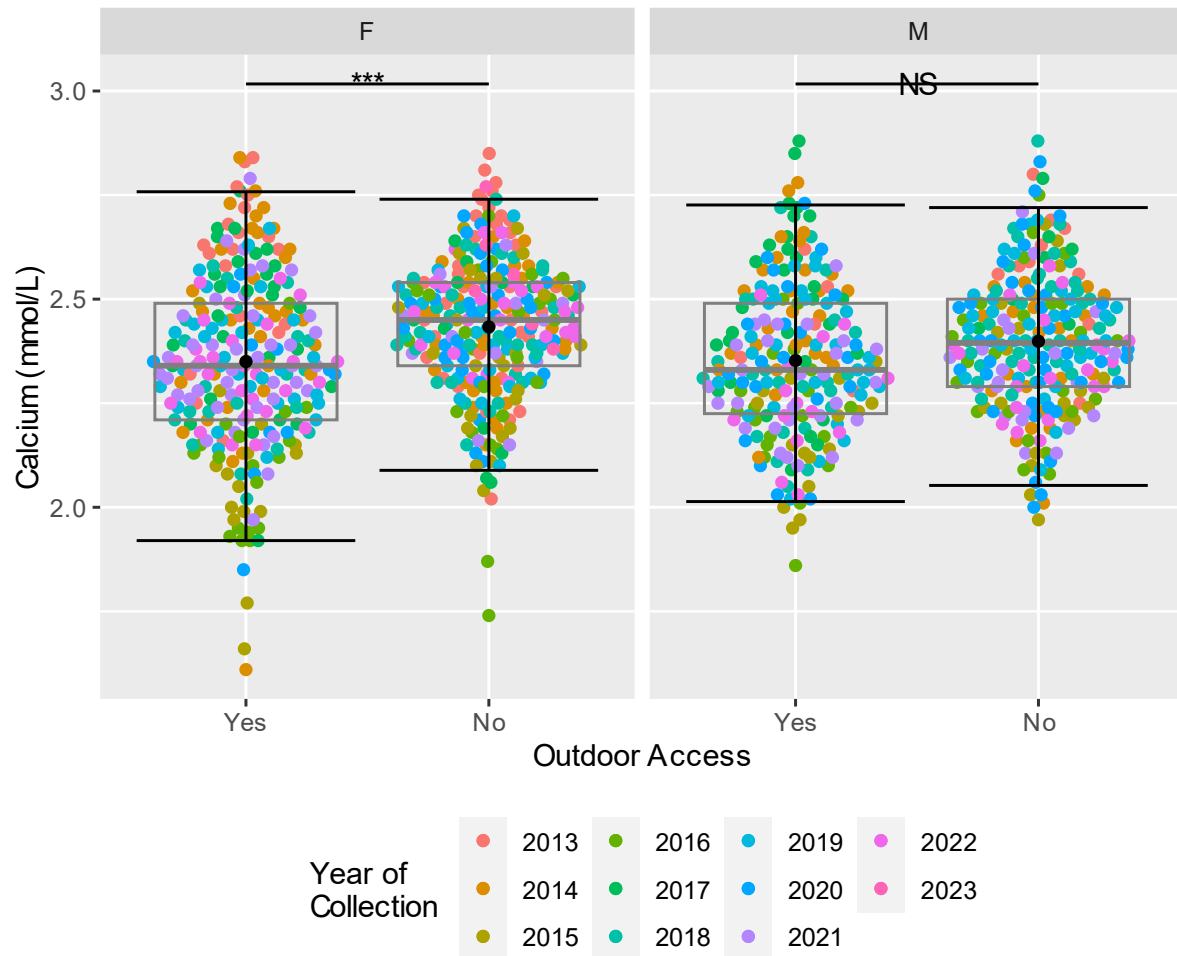 F
M
***
NS
3.0
2.5
2.0
Calcium (mmol/L)
Yes
No
Yes
No
Outdoor Access
Year of
Collection
2013
2016
2019
2022
2014
2017
2020
2023
2015
2018
2021